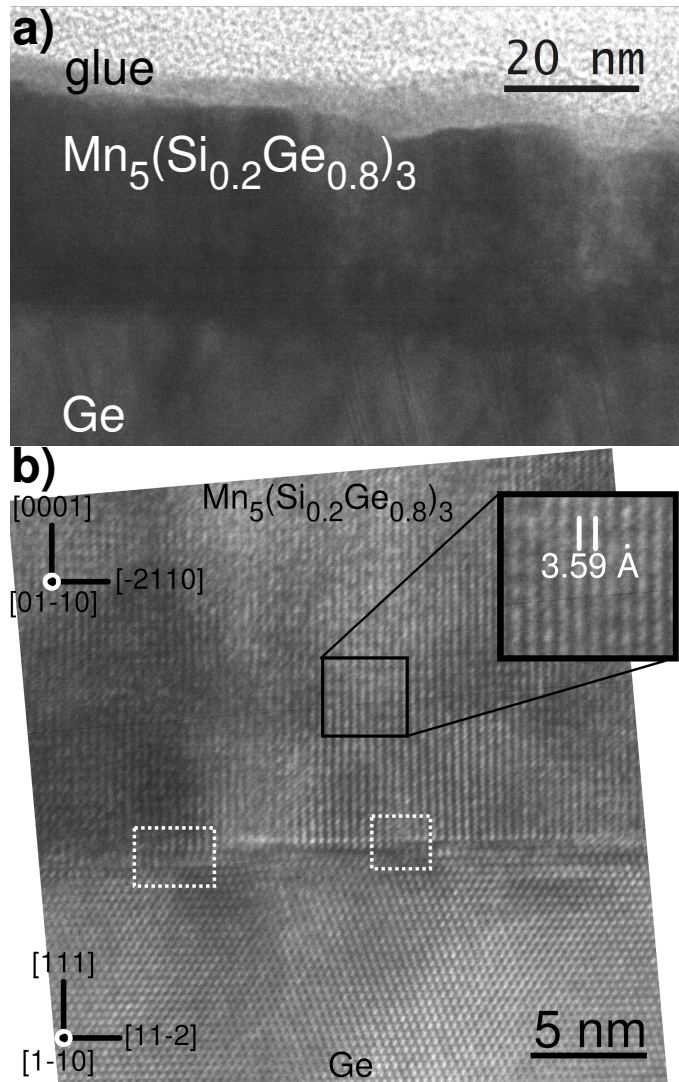 a)
glue
20 nm
Mn₅(Si₀.₂Ge₀.₈)₃
Ge
b)
Mn₅(Si₀.₂Ge₀.₈)₃
[0001]
[-2110]
[01-10]
3.59 Å
[111]
[11-2]
[1-10]
5 nm
Ge